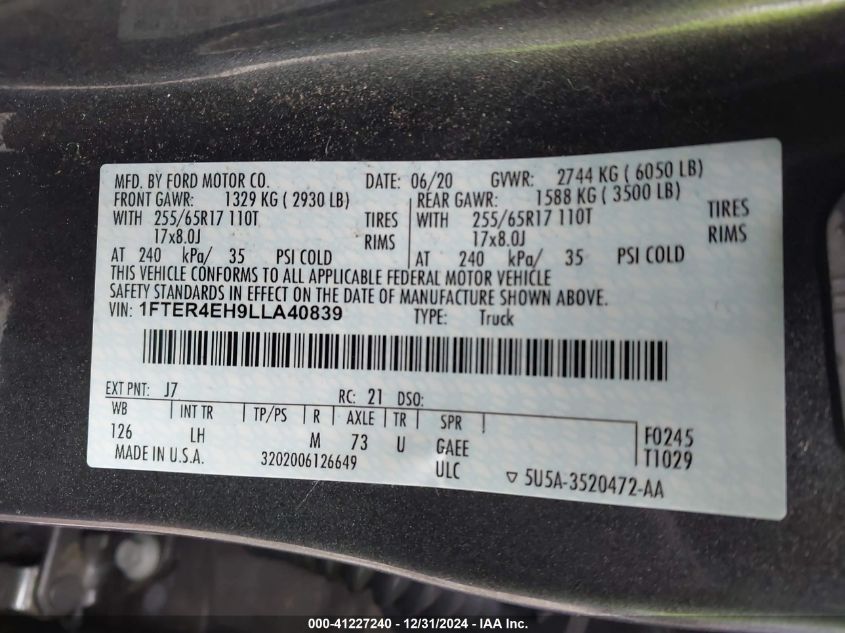 MFD. BY FORD MOTOR CO. DATE: 06/20 GVWR: 2744 KG ( 6050 LB)
FRONT GAWR: 1329 KG ( 2930 LB) REAR GAWR: 1588 KG ( 3500 LB)
WITH 255/65R17 110T TIRES WITH 255/65R17 110T TIRES
17x8.0J RIMS 17x8.0J RIMS
AT 240 kPa/ 35 PSI COLD AT 240 kPa/ 35 PSI COLD
THIS VEHICLE CONFORMS TO ALL APPLICABLE FEDERAL MOTOR VEHICLE
SAFETY STANDARDS IN EFFECT ON THE DATE OF MANUFACTURE SHOWN ABOVE.
VIN: 1FTER4EH9LLA40839 TYPE: Truck
EXT PNT: J7 RC: 21 DSO:
WB INT TR TP/PS R AXLE TR SPR
126 LH M 73 U GAEE F0245
MADE IN U.S.A. 3202006126649 ULC T1029
5U5A-3520472-AA
000-41227240 - 12/31/2024 - IAAI - Copart, Inc.